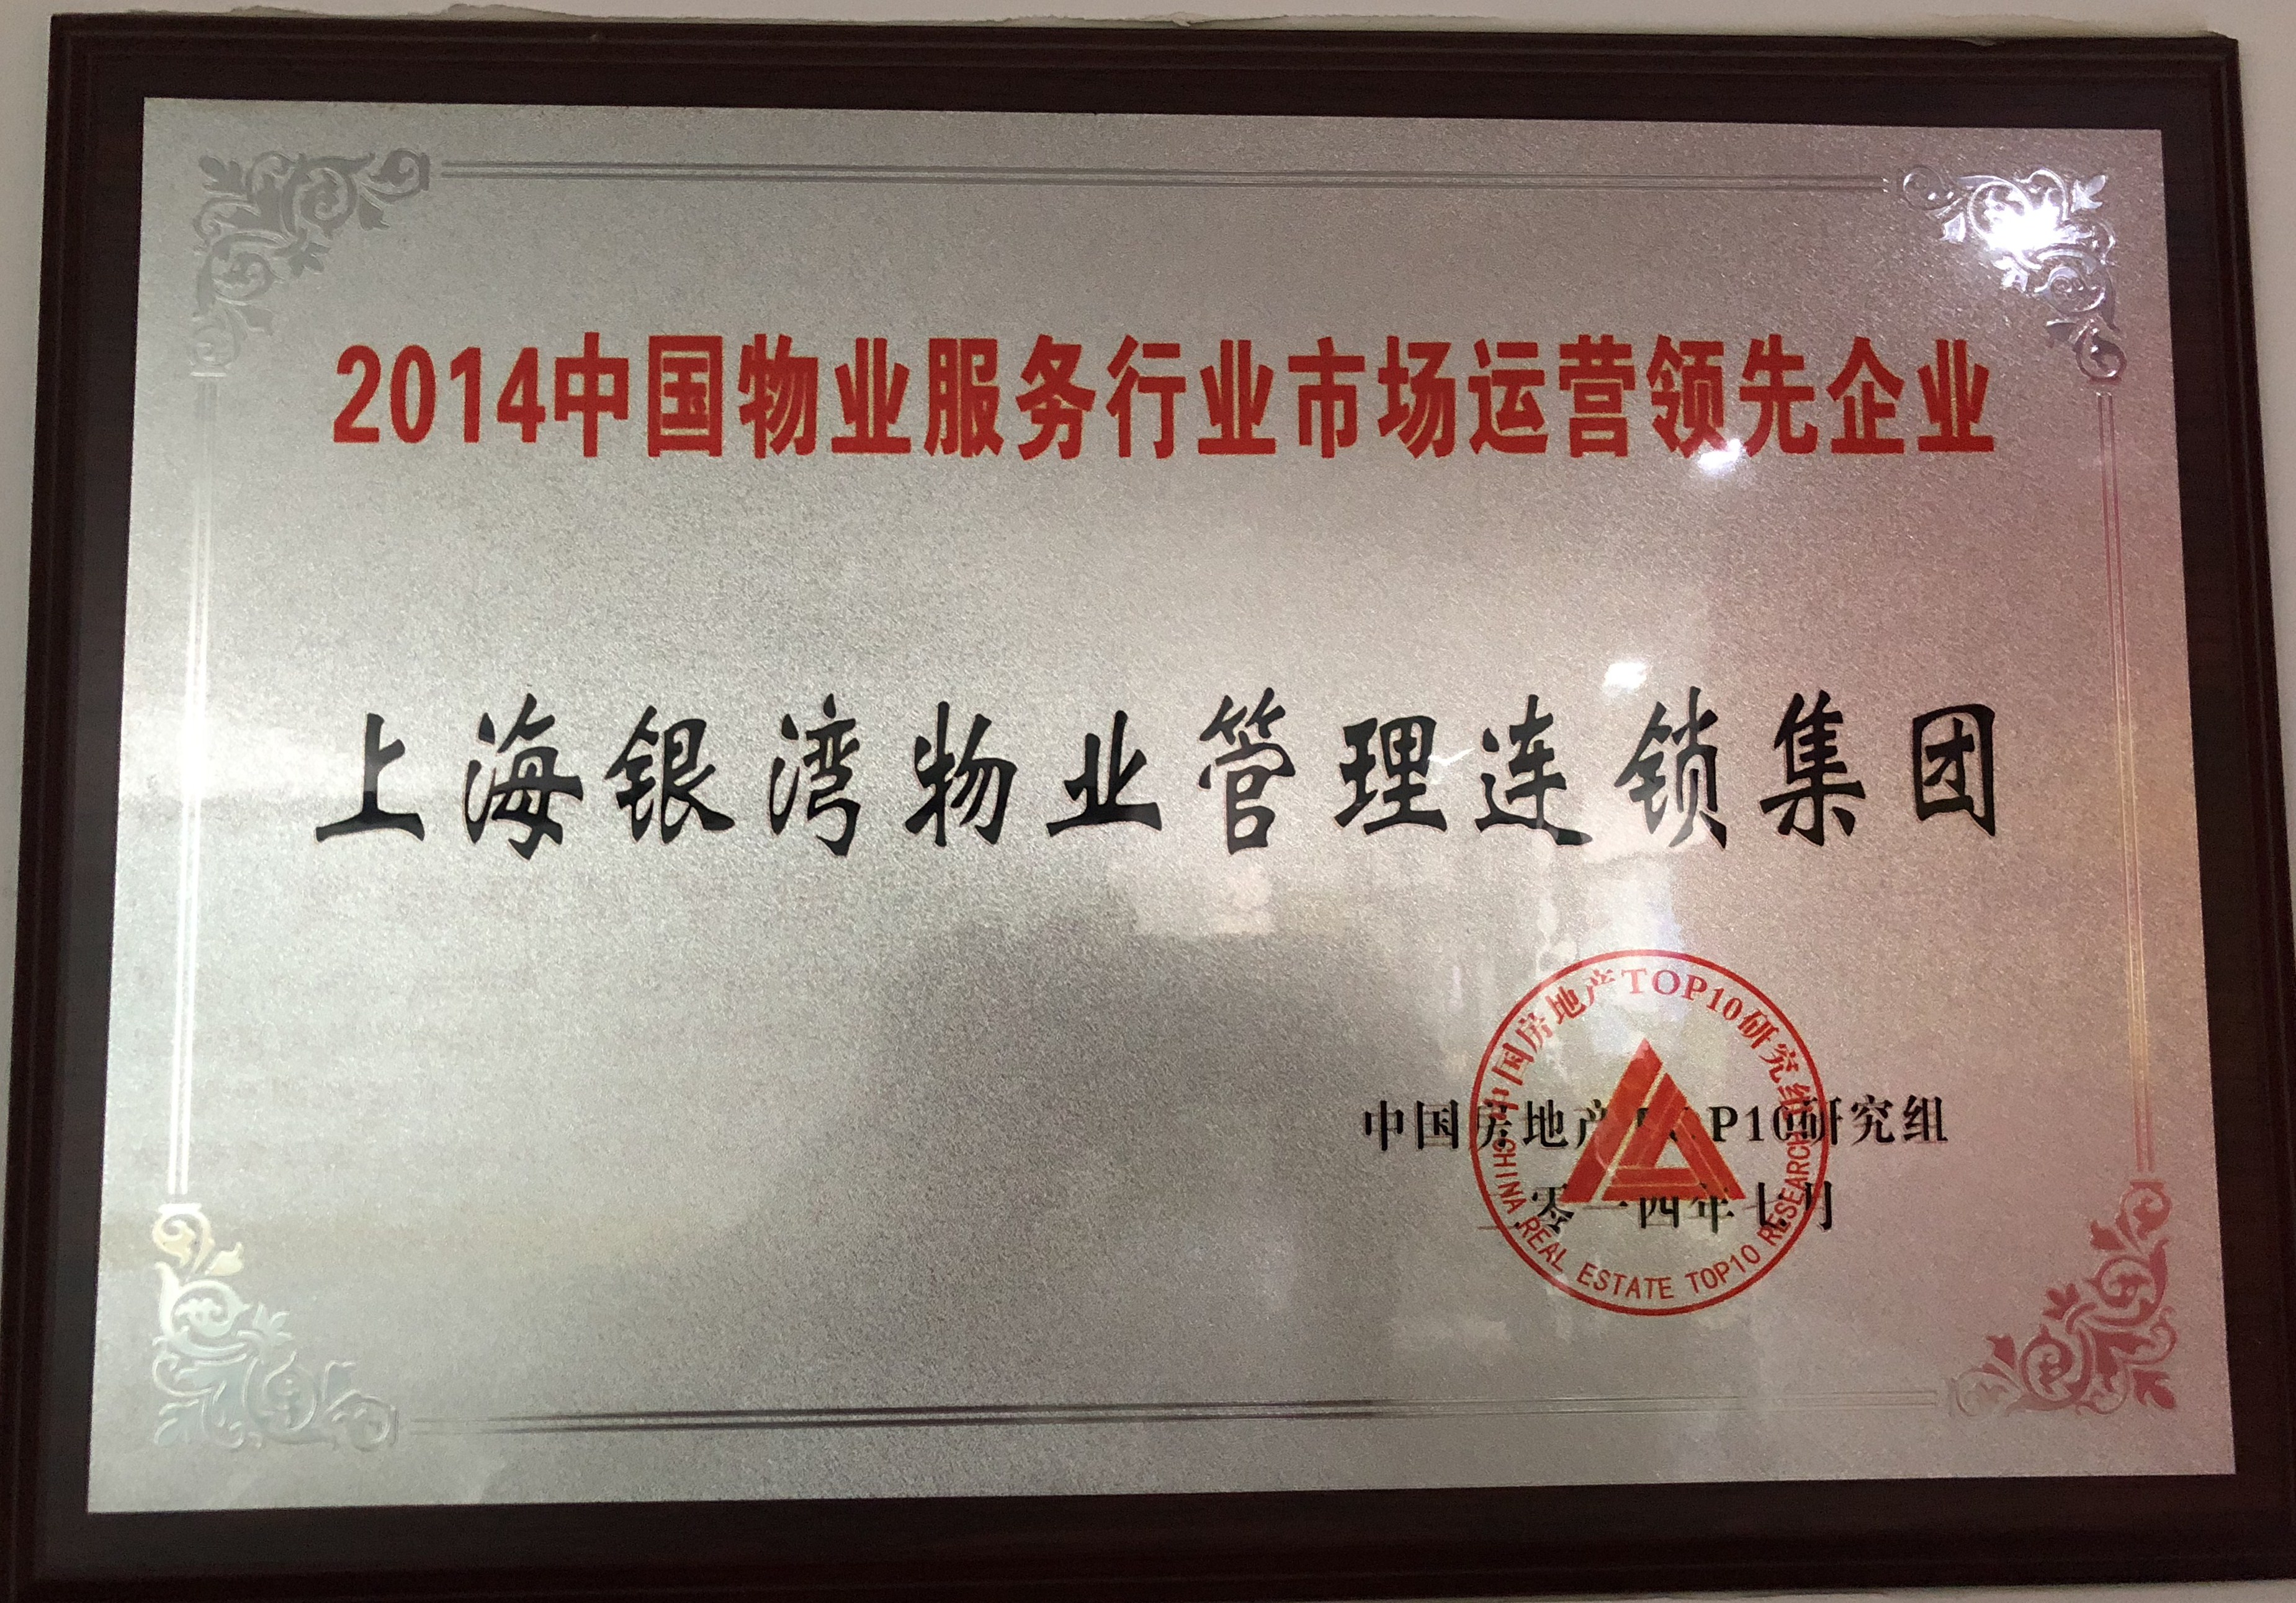 2014中国物业服务行业市场运营领先企业
上海银湾物业管理连锁集团
中国房地产TOP10研究组
二零一四年七月
中国房地产TOP10研究组
CHINA REAL ESTATE TOP10 RESEARCH